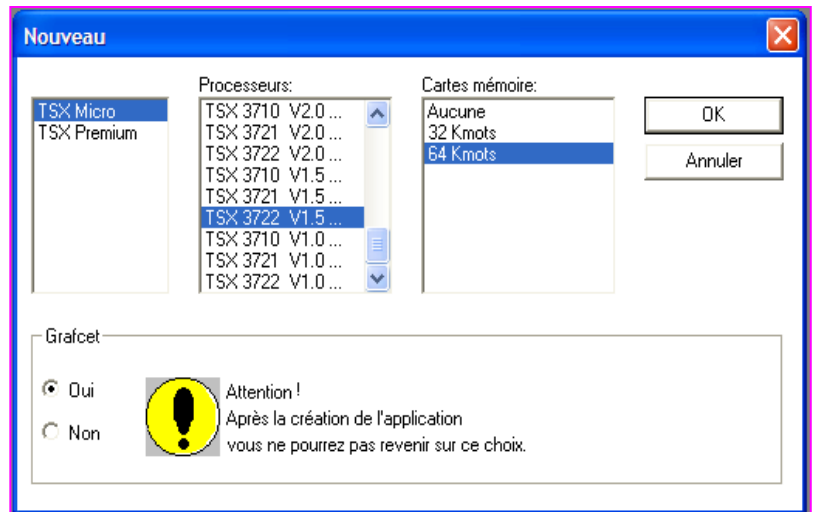 Nouveau
TSX Micro
TSX Premium
Processeurs:
TSX 3710 V2.0 ...
TSX 3721 V2.0 ...
TSX 3722 V2.0 ...
TSX 3710 V1.5 ...
TSX 3721 V1.5 ...
TSX 3722 V1.5 ...
TSX 3710 V1.0 ...
TSX 3721 V1.0 ...
TSX 3722 V1.0 ...
Cartes mémoire:
Aucune
32 Kmots
64 Kmots
OK
Annuler
Grafcet
Oui
Non
Attention !
Après la création de l'application
vous ne pourrez pas revenir sur ce choix.